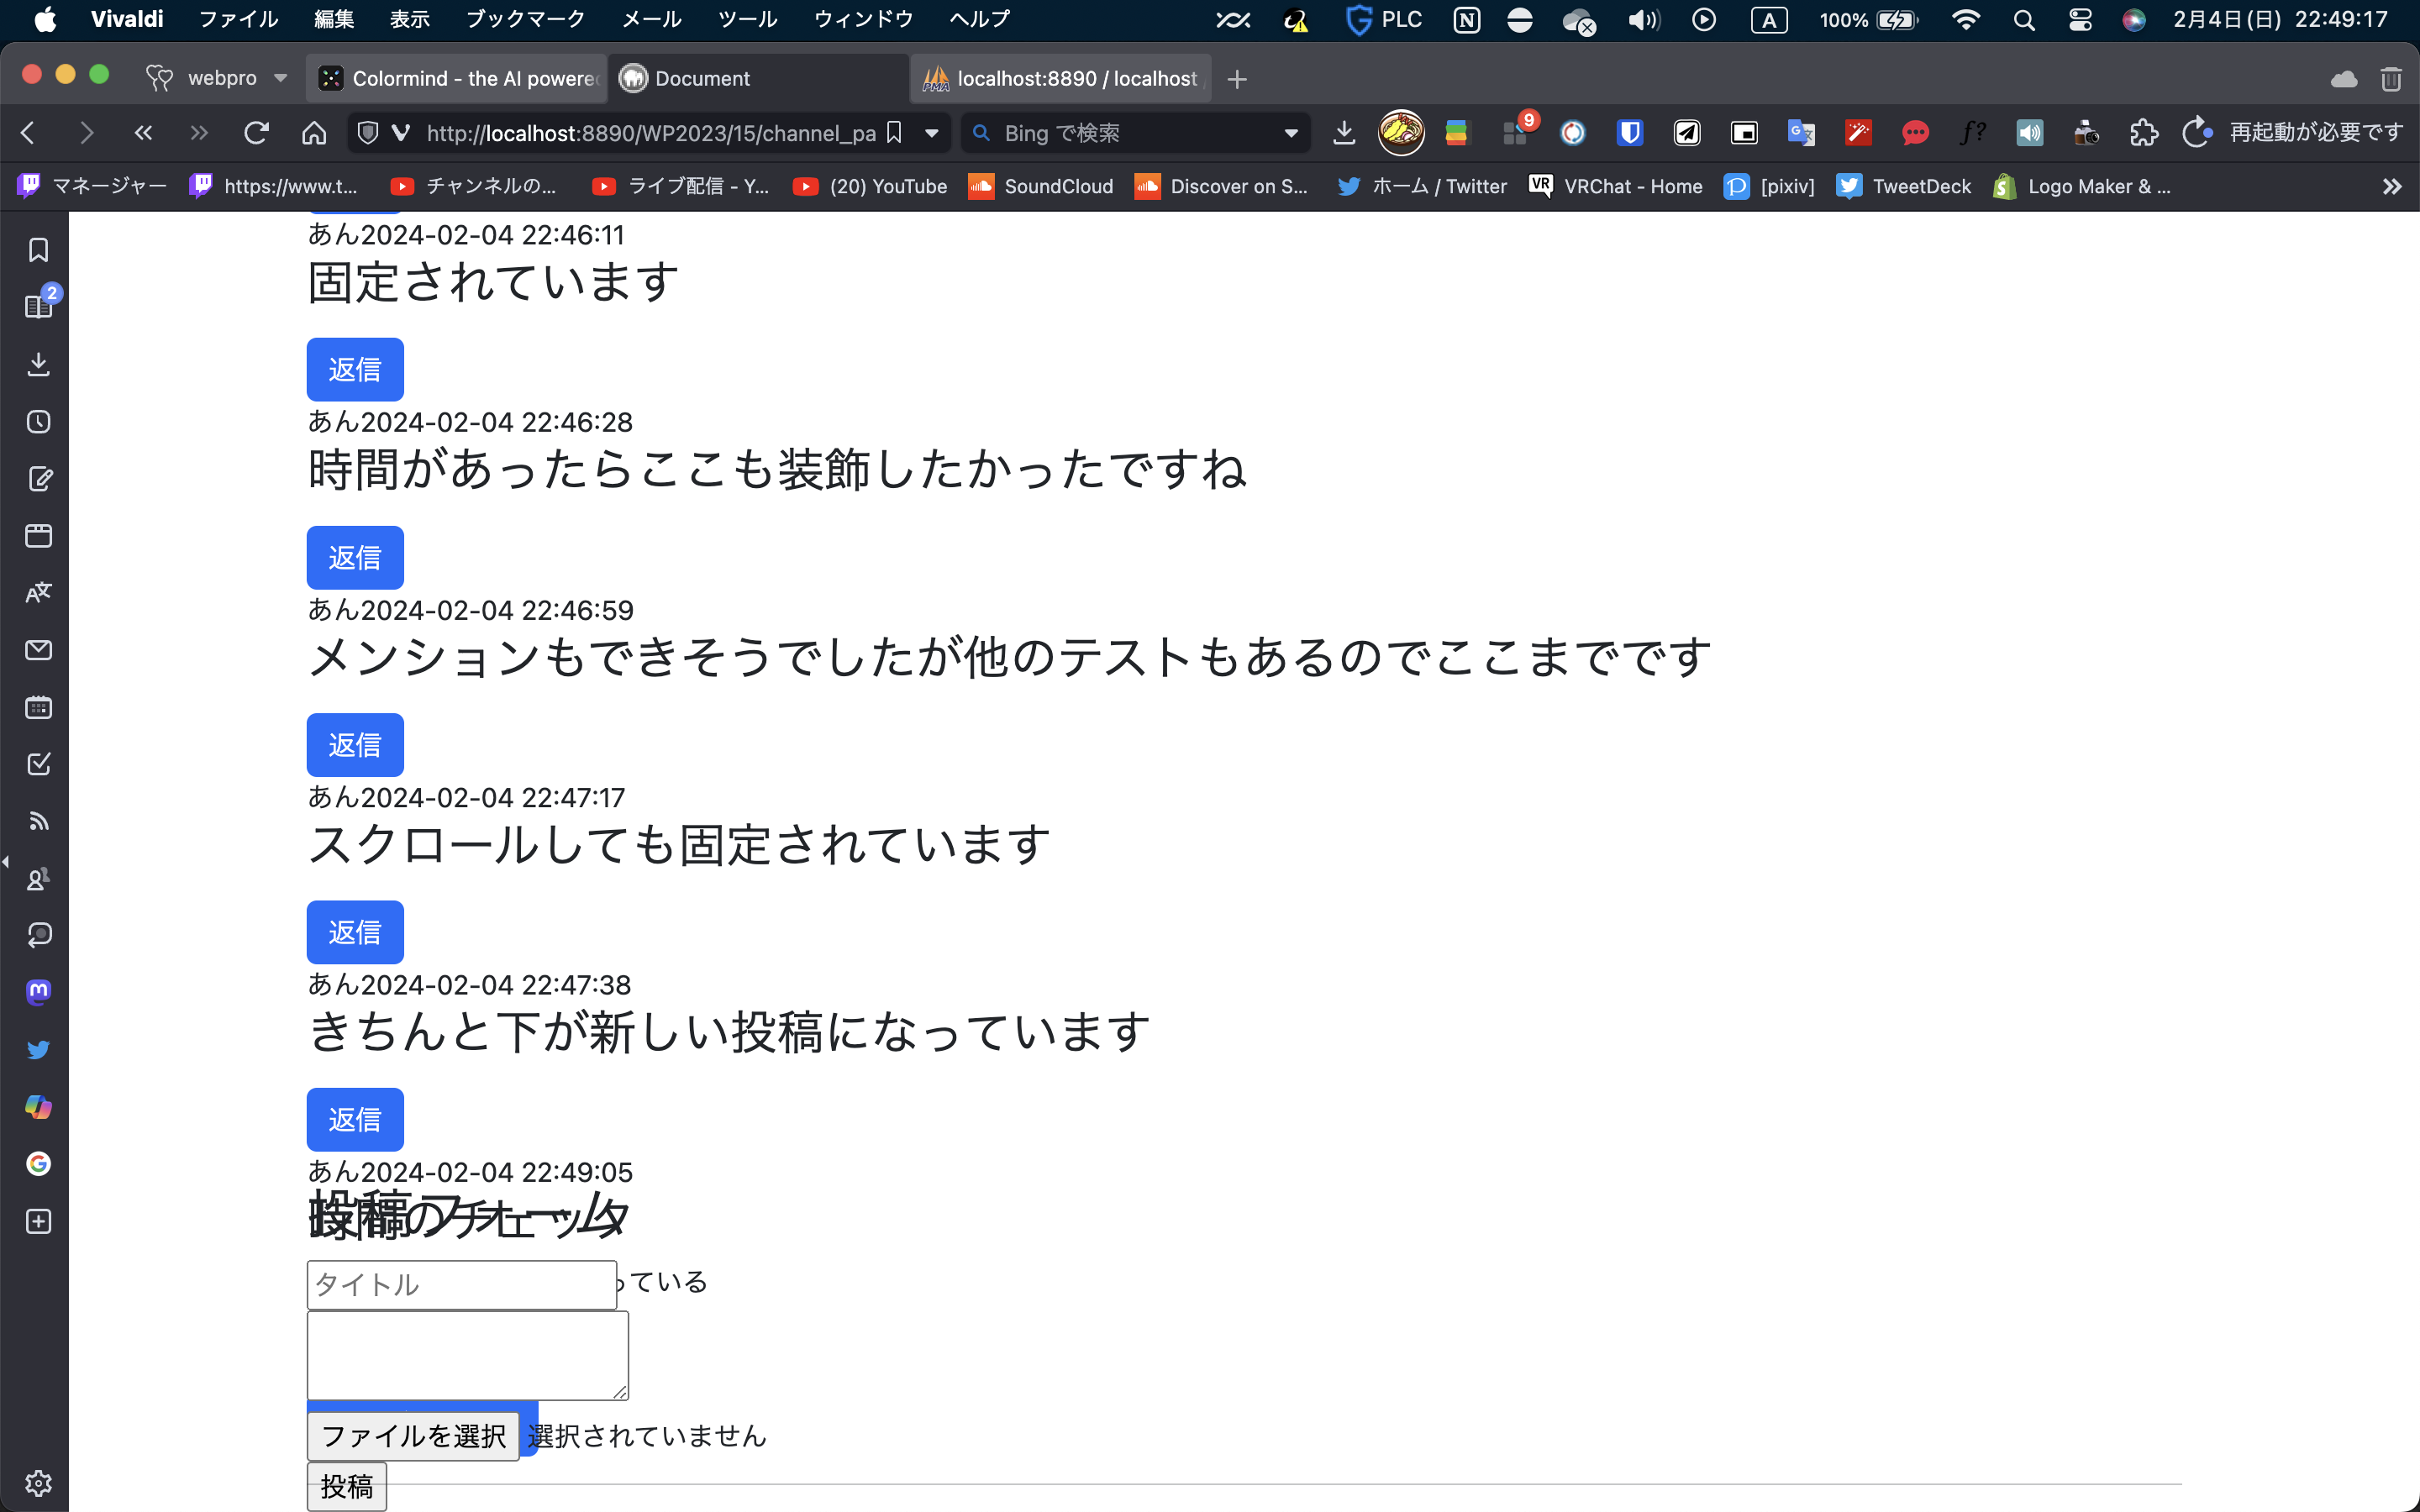 Vivaldi ファイル 編集 表示 ブックマーク メール ツール ウィンドウ ヘルプ PLC A 100% 2月4日(日) 22:49:17
webpro Colormind - the AI powere Document localhost:8890 / localhost
http://localhost:8890/WP2023/15/channel_pa Bing で検索 9 再起動が必要です
マネージャー https://www.t... チャンネルの... ライブ配信 - Y... (20) YouTube SoundCloud Discover on S... ホーム / Twitter VRChat - Home [pixiv] TweetDeck Logo Maker & ...
2
あん2024-02-04 22:46:11
固定されています
返信
あん2024-02-04 22:46:28
時間があったらここも装飾したかったですね
返信
あん2024-02-04 22:46:59
メンションもできそうでしたが他のテストもあるのでここまでです
返信
あん2024-02-04 22:47:17
スクロールしても固定されています
返信
あん2024-02-04 22:47:38
きちんと下が新しい投稿になっています
返信
あん2024-02-04 22:49:05
投稿フォーム
タイトル
っている
ファイルを選択 選択されていません
投稿